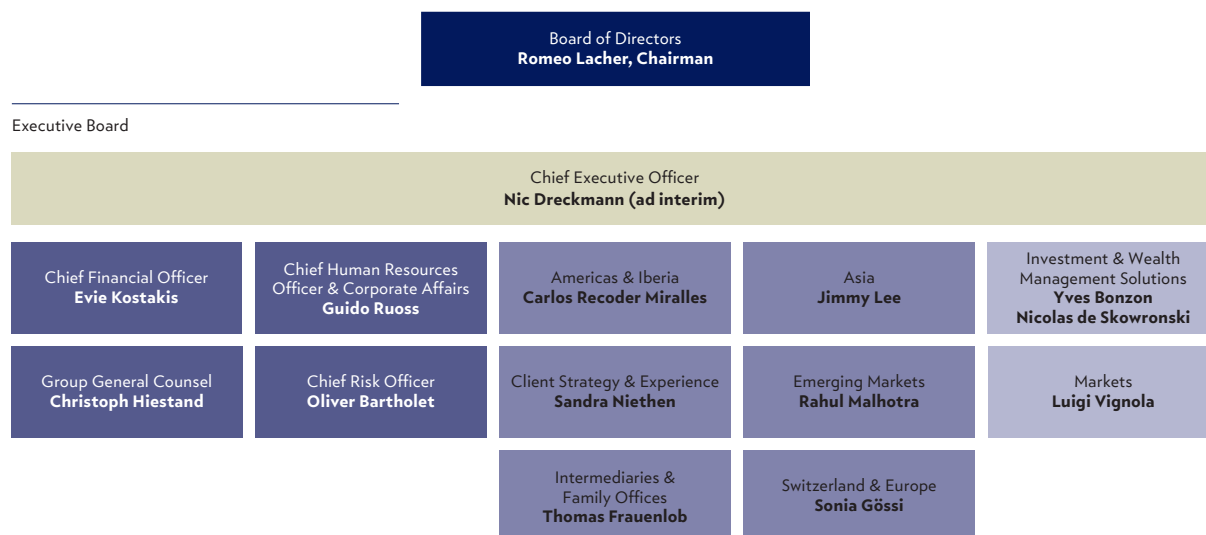 Board of Directors
Romeo Lacher, Chairman
Executive Board
Chief Executive Officer
Nic Dreckmann (ad interim)
Chief Financial Officer
Evie Kostakis
Chief Human Resources
Officer & Corporate Affairs
Guido Ruoss
Americas & Iberia
Carlos Recoder Miralles
Asia
Jimmy Lee
Investment & Wealth
Management Solutions
Yves Bonzon
Nicolas de Skowronski
Group General Counsel
Christoph Hiestand
Chief Risk Officer
Oliver Bartholet
Client Strategy & Experience
Sandra Niethen
Emerging Markets
Rahul Malhotra
Markets
Luigi Vignola
Intermediaries &
Family Offices
Thomas Frauenlob
Switzerland & Europe
Sonia Gössi